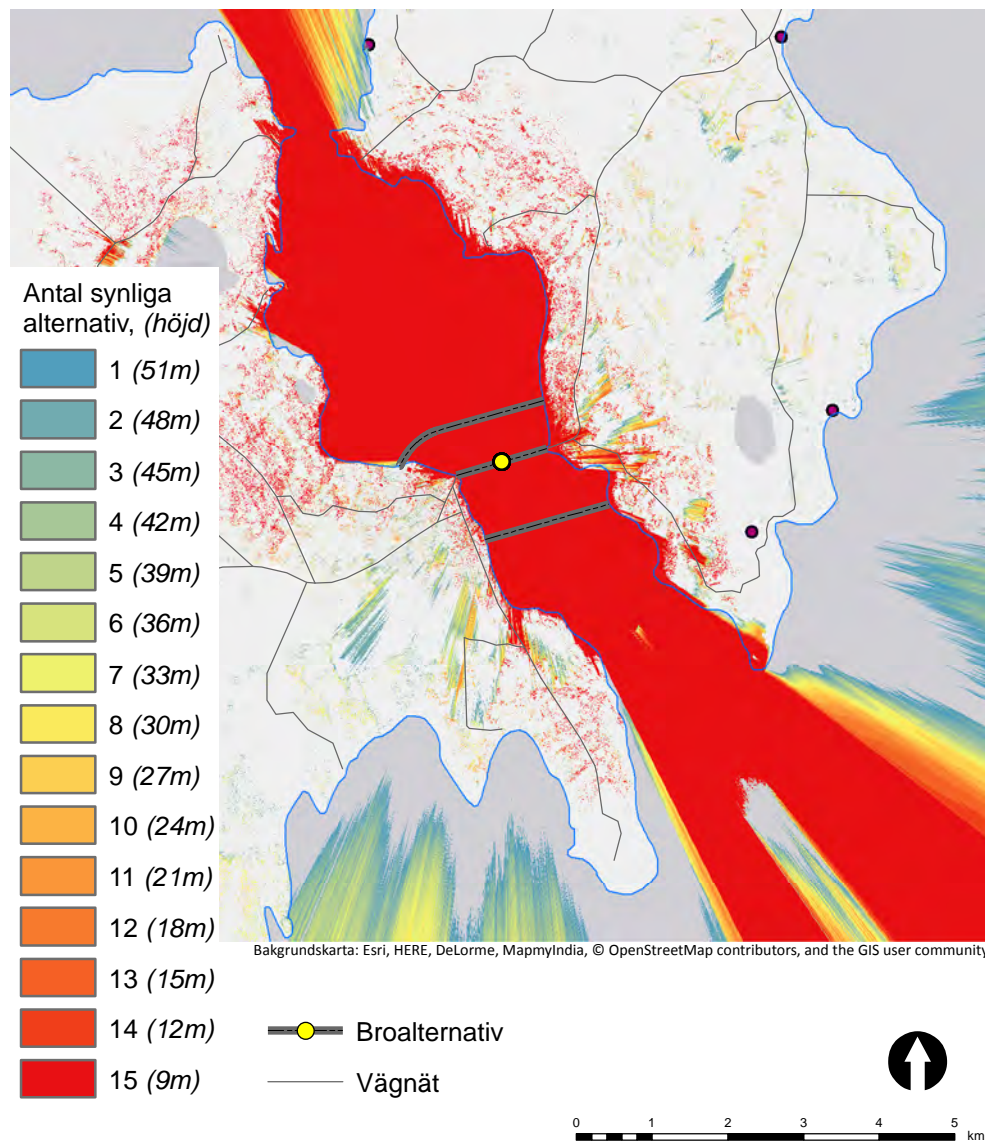 Antal synliga
alternativ, (höjd)
1 (51m)
2 (48m)
3 (45m)
4 (42m)
5 (39m)
6 (36m)
7 (33m)
8 (30m)
9 (27m)
10 (24m)
11 (21m)
12 (18m)
13 (15m)
14 (12m)
15 (9m)
Bakgrundskarta: Esri, HERE, DeLorme, MapmyIndia, © OpenStreetMap contributors, and the GIS user community
Broalternativ
Vägnät
0 1 2 3 4 5
km